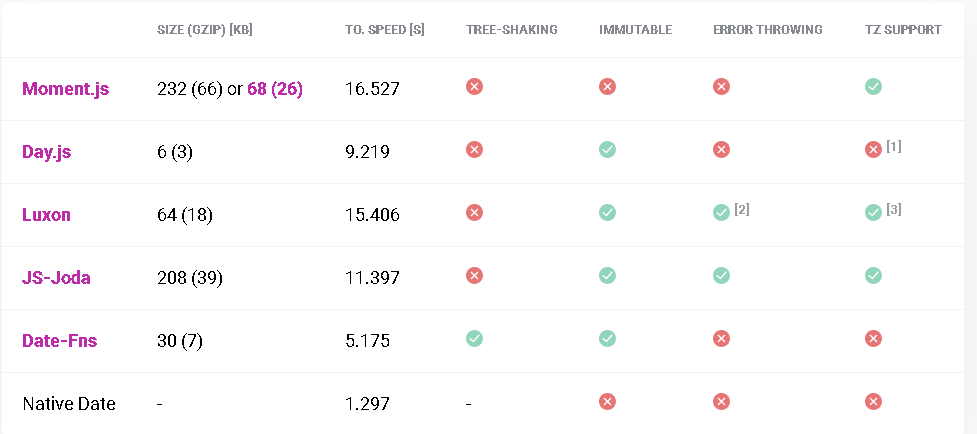 SIZE (GZIP) [KB] TO. SPEED [S] TREE-SHAKING IMMUTABLE ERROR THROWING TZ SUPPORT
Moment.js 232 (66) or 68 (26) 16.527
Day.js 6 (3) 9.219 [1]
Luxon 64 (18) 15.406 [2] [3]
JS-Joda 208 (39) 11.397
Date-Fns 30 (7) 5.175
Native Date - 1.297 -